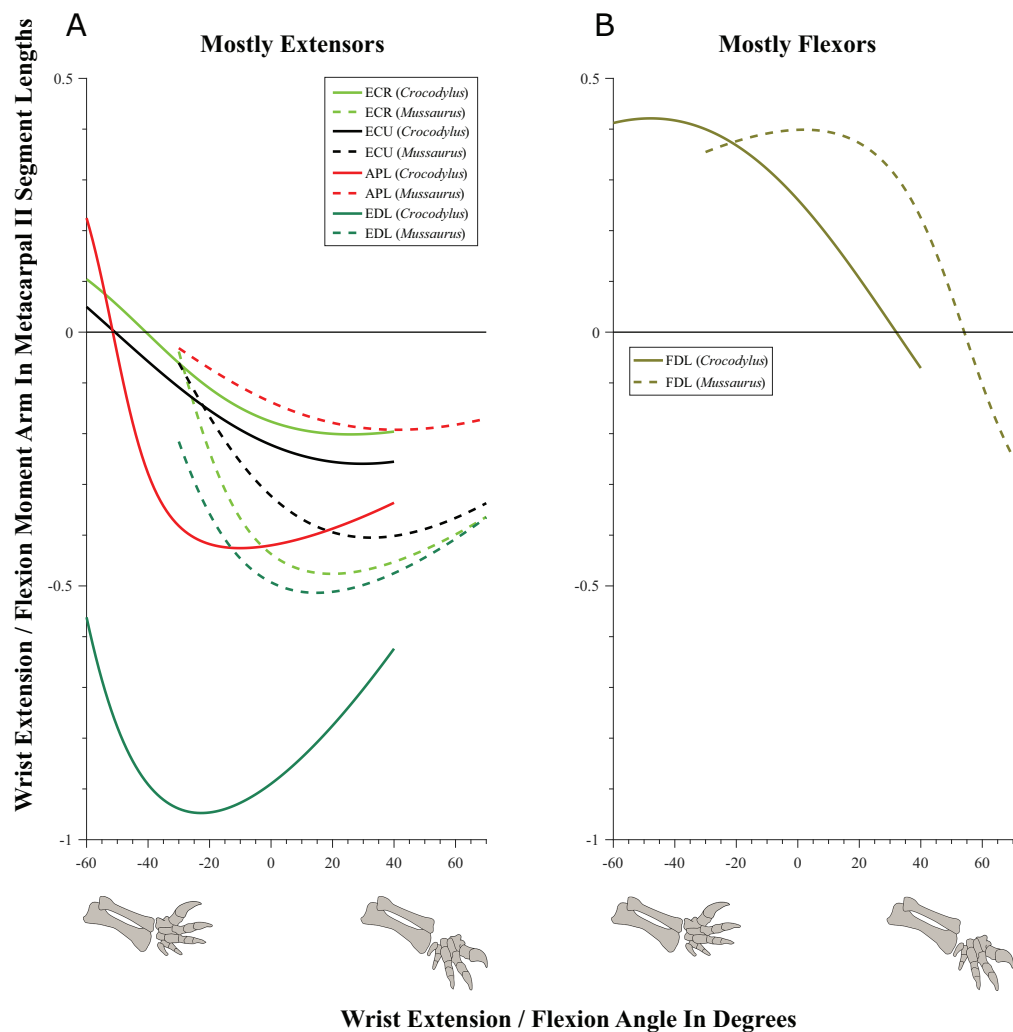 A
Mostly Extensors
B
Mostly Flexors
Wrist Extension / Flexion Moment Arm In Metacarpal II Segment Lengths
0.5
0
-0.5
-1
ECR (Crocodylus)
ECR (Mussaurus)
ECU (Crocodylus)
ECU (Mussaurus)
APL (Crocodylus)
APL (Mussaurus)
EDL (Crocodylus)
EDL (Mussaurus)
-60 -40 -20 0 20 40 60
0.5
0
-0.5
-1
FDL (Crocodylus)
FDL (Mussaurus)
-60 -40 -20 0 20 40 60
Wrist Extension / Flexion Angle In Degrees